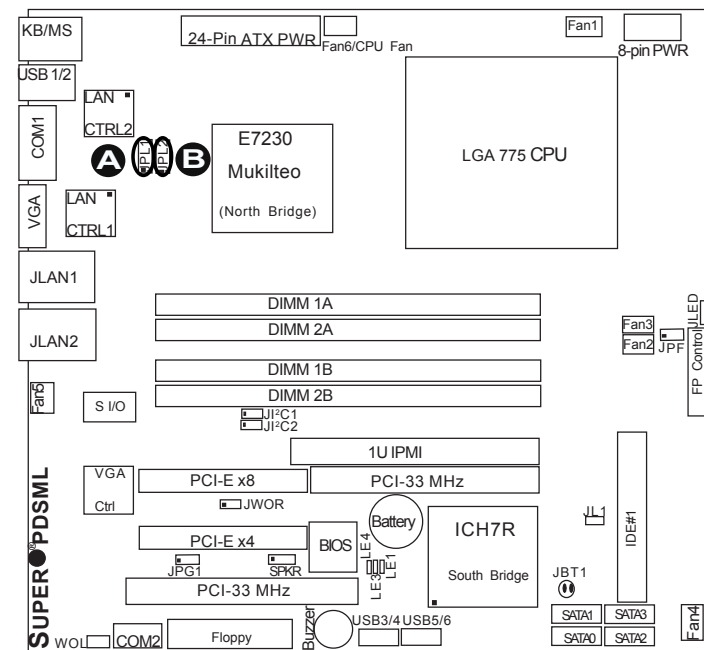 KB/MS
24-Pin ATX PWR
Fan6/CPU Fan
Fan1
8-pin PWR
USB 1/2
LAN
CTRL2
COM1
A
JPL1
JPL2
B
E7230
Mukilteo
(North Bridge)
LGA 775 CPU
VGA
LAN
CTRL1
JLAN1
JLAN2
DIMM 1A
DIMM 2A
DIMM 1B
DIMM 2B
Fan3
Fan2
JPF
JLED
FP Control
Fan5
S I/O
JI²C1
JI²C2
1U IPMI
VGA
Ctrl
PCI-E x8
PCI-33 MHz
JWOR
Battery
ICH7R
South Bridge
JL1
IDE#1
PCI-E x4
BIOS
LE4
LE3
LE1
JPG1
SPKR
JBT1
PCI-33 MHz
SUPER ® PDSML
WOL
COM2
Floppy
Buzzer
USB3/4
USB5/6
SATA1
SATA3
SATA0
SATA2
Fan4